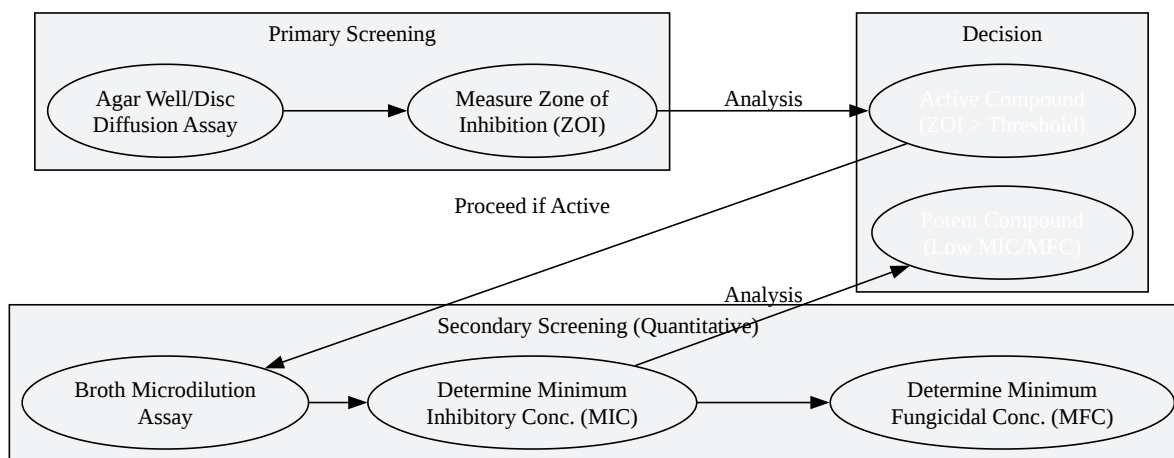 Primary Screening
Decision
Agar Well/Disc
Diffusion Assay
Measure Zone of
Inhibition (ZOI)
Analysis
Active Compound
(ZOI > Threshold)
Proceed if Active
Potent Compound
(Low MIC/MFC)
Analysis
Secondary Screening (Quantitative)
Broth Microdilution
Assay
Determine Minimum
Inhibitory Conc. (MIC)
Determine Minimum
Fungicidal Conc. (MFC)